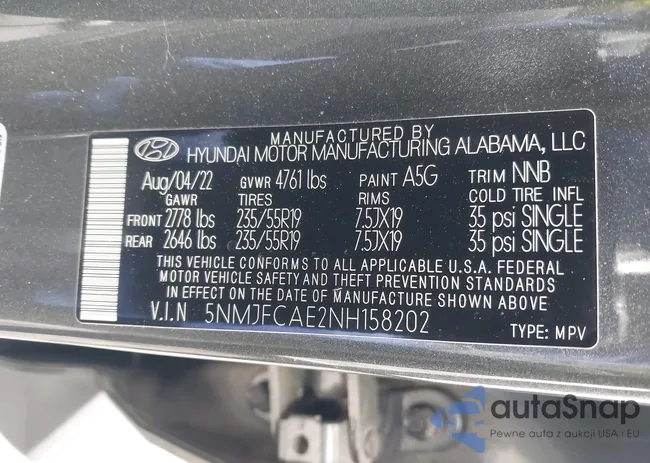 MANUFACTURED BY
HYUNDAI MOTOR MANUFACTURING ALABAMA, LLC
Aug/04/22 GVWR 4761 lbs PAINT A5G TRIM NNB
GAWR TIRES RIMS COLD TIRE INFL
FRONT 2778 lbs 235/55R19 7.5JX19 35 psi SINGLE
REAR 2646 lbs 235/55R19 7.5JX19 35 psi SINGLE
THIS VEHICLE CONFORMS TO ALL APPLICABLE U.S.A. FEDERAL
MOTOR VEHICLE SAFETY AND THEFT PREVENTION STANDARDS
IN EFFECT ON THE DATE OF MANUFACTURE SHOWN ABOVE.
V.I.N 5NMJFCAE2NH158202
TYPE: MPV
autaSnap
Pewne auta z aukcji USA i EU